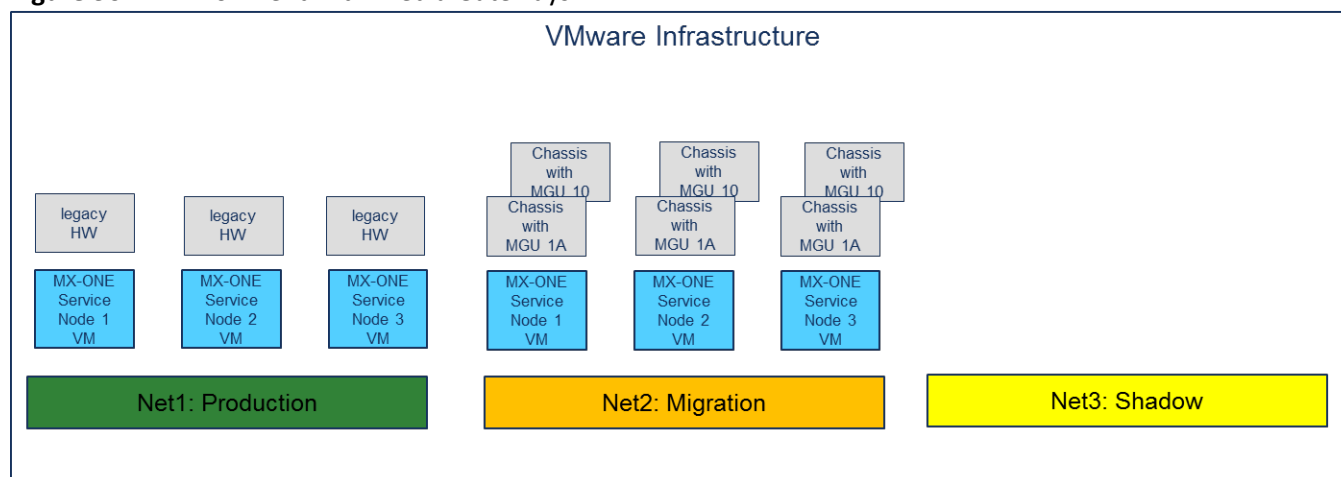 VMware Infrastructure
Chassis
with
MGU 10
Chassis
with
MGU 10
Chassis
with
MGU 10
legacy
HW
legacy
HW
legacy
HW
Chassis
with
MGU 1A
Chassis
with
MGU 1A
Chassis
with
MGU 1A
MX-ONE
Service
Node 1
VM
MX-ONE
Service
Node 2
VM
MX-ONE
Service
Node 3
VM
MX-ONE
Service
Node 1
VM
MX-ONE
Service
Node 2
VM
MX-ONE
Service
Node 3
VM
Net1: Production
Net2: Migration
Net3: Shadow